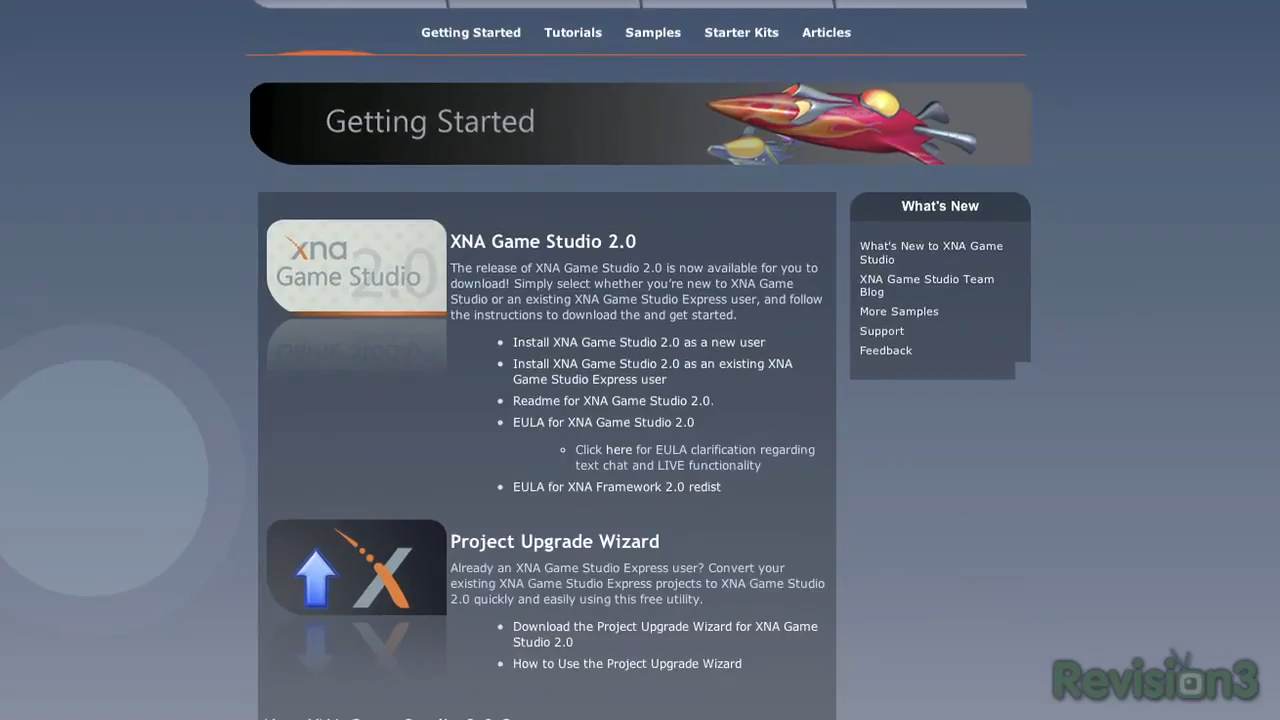 Getting Started Tutorials Samples Starter Kits Articles
Getting Started
xna
Game Studio 2.0
XNA Game Studio 2.0
The release of XNA Game Studio 2.0 is now available for you to
download! Simply select whether you're new to XNA Game
Studio or an existing XNA Game Studio Express user, and follow
the instructions to download the and get started.
• Install XNA Game Studio 2.0 as a new user
• Install XNA Game Studio 2.0 as an existing XNA
Game Studio Express user
• Readme for XNA Game Studio 2.0.
• EULA for XNA Game Studio 2.0
◦ Click here for EULA clarification regarding
text chat and LIVE functionality
• EULA for XNA Framework 2.0 redist
Project Upgrade Wizard
Already an XNA Game Studio Express user? Convert your
existing XNA Game Studio Express projects to XNA Game Studio
2.0 quickly and easily using this free utility.
• Download the Project Upgrade Wizard for XNA Game
Studio 2.0
• How to Use the Project Upgrade Wizard
What's New
What's New to XNA Game
Studio
XNA Game Studio Team
Blog
More Samples
Support
Feedback
Revision3